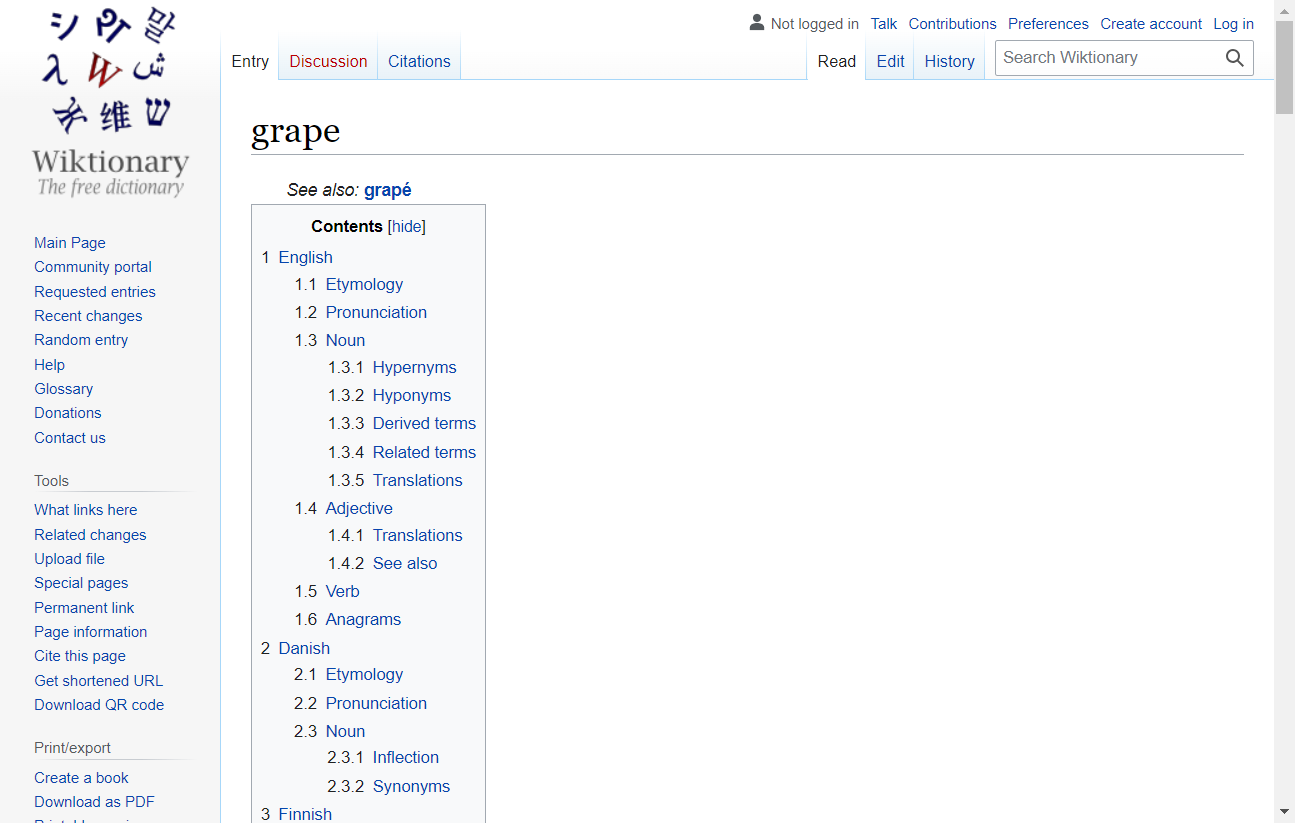 Not logged in Talk Contributions Preferences Create account Log in
Entry Discussion Citations Read Edit History Search Wiktionary
シ 말
λ W ش
维 ש
Wiktionary
The free dictionary
Main Page
Community portal
Requested entries
Recent changes
Random entry
Help
Glossary
Donations
Contact us
Tools
What links here
Related changes
Upload file
Special pages
Permanent link
Page information
Cite this page
Get shortened URL
Download QR code
Print/export
Create a book
Download as PDF
grape
See also: grapé
Contents [hide]
1 English
1.1 Etymology
1.2 Pronunciation
1.3 Noun
1.3.1 Hypernyms
1.3.2 Hyponyms
1.3.3 Derived terms
1.3.4 Related terms
1.3.5 Translations
1.4 Adjective
1.4.1 Translations
1.4.2 See also
1.5 Verb
1.6 Anagrams
2 Danish
2.1 Etymology
2.2 Pronunciation
2.3 Noun
2.3.1 Inflection
2.3.2 Synonyms
3 Finnish